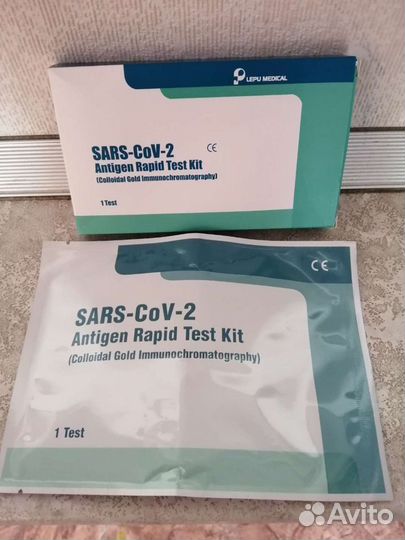 LEPU MEDICAL
SARS-CoV-2
CE
Antigen Rapid Test Kit
(Colloidal Gold Immunochromatography)
1 Test
CE
SARS-CoV-2
Antigen Rapid Test Kit
(Colloidal Gold Immunochromatography)
1 Test
Avito